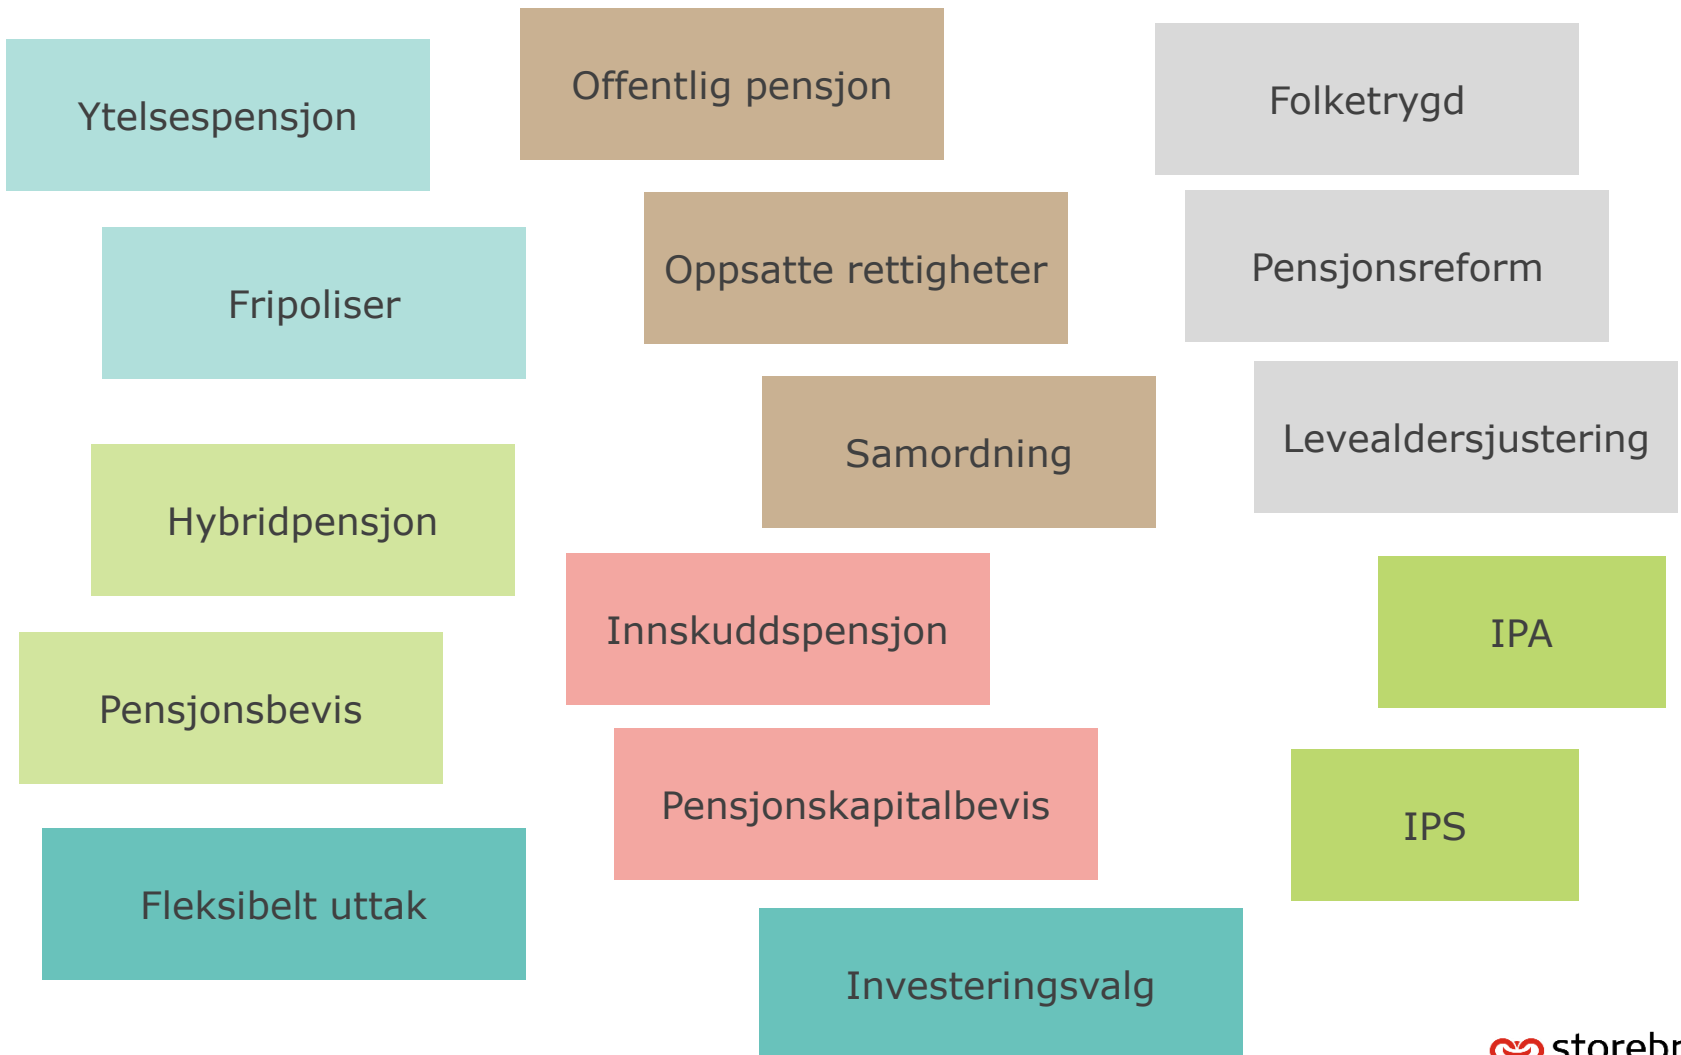 Ytelsespensjon
Offentlig pensjon
Folketrygd
Fripoliser
Oppsatte rettigheter
Pensjonsreform
Hybridpensjon
Samordning
Levealdersjustering
Innskuddspensjon
IPA
Pensjonsbevis
Pensjonskapitalbevis
IPS
Fleksibelt uttak
Investeringsvalg